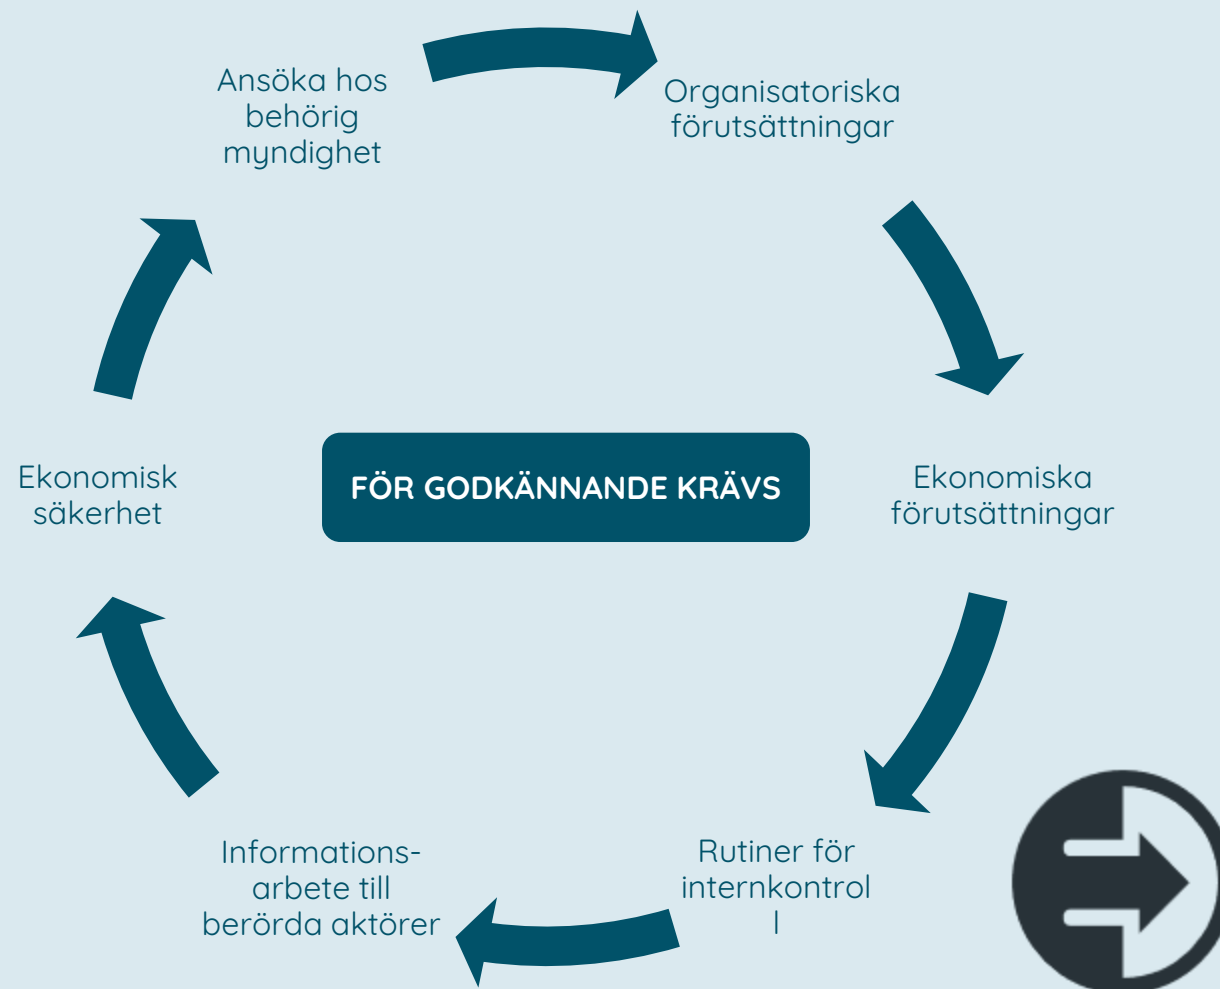 Ansöka hos
behörig
myndighet
Organisatoriska
förutsättningar
Ekonomiska
förutsättningar
Rutiner för
internkontrol
l
Informations-
arbete till
berörda aktörer
Ekonomisk
säkerhet
FÖR GODKÄNNANDE KRÄVS